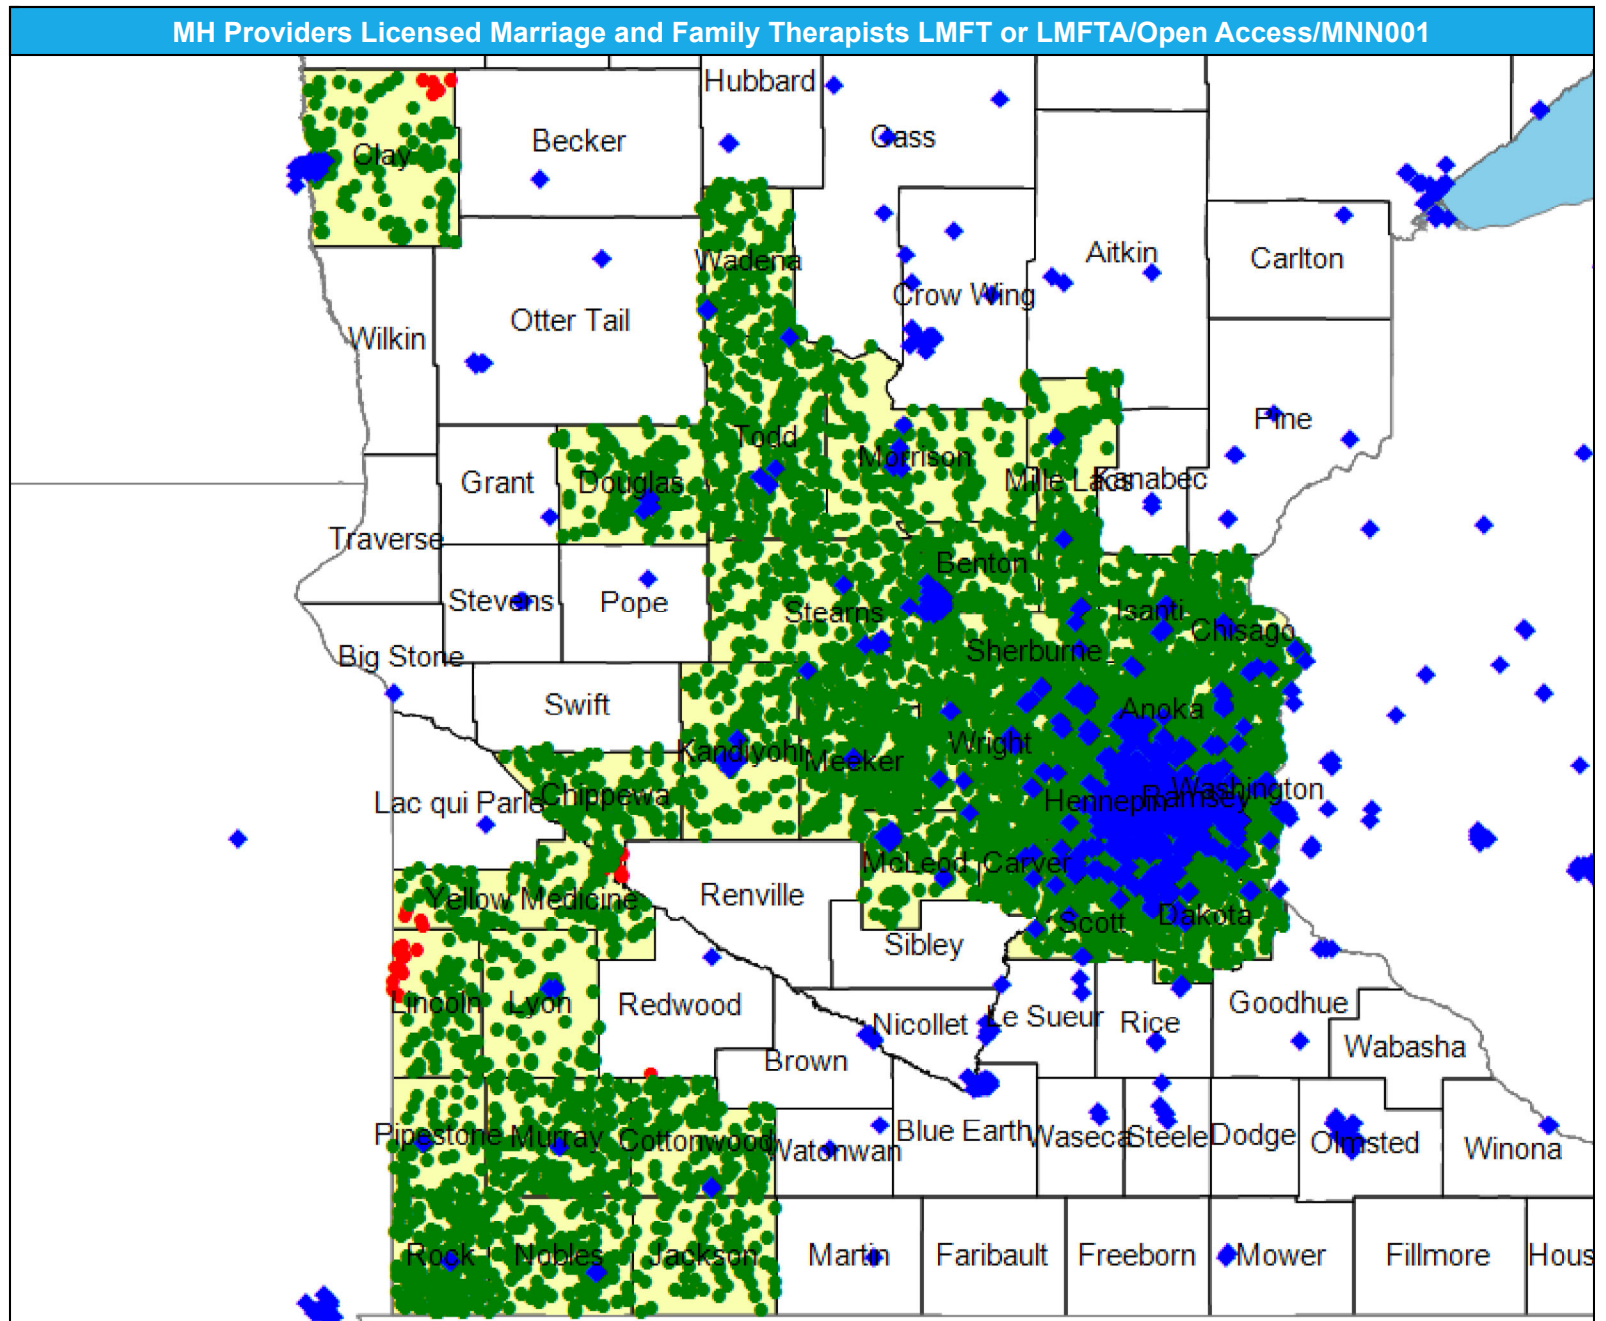 MH Providers Licensed Marriage and Family Therapists LMFT or LMFTA/Open Access/MNN001
Hubbard
Becker
Cass
Clay
Wadena
Aitkin
Carlton
Crow Wing
Otter Tail
Wilkin
Pine
Todd
Morrison
Grant
Douglas
Mille Lacs
Kanabec
Traverse
Benton
Stevens
Pope
Stearns
Isanti
Chisago
Sherburne
Big Stone
Swift
Anoka
Wright
Kandiyohi
Meeker
Washington
Lac qui Parle
Chippewa
Hennepin
Ramsey
McLeod
Carver
Yellow Medicine
Renville
Scott
Dakota
Sibley
Lincoln
Lyon
Redwood
Nicollet
Le Sueur
Rice
Goodhue
Brown
Wabasha
Pipestone
Murray
Cottonwood
Watonwan
Blue Earth
Waseca
Steele
Dodge
Olmsted
Winona
Rock
Nobles
Jackson
Martin
Faribault
Freeborn
Mower
Fillmore
Hous